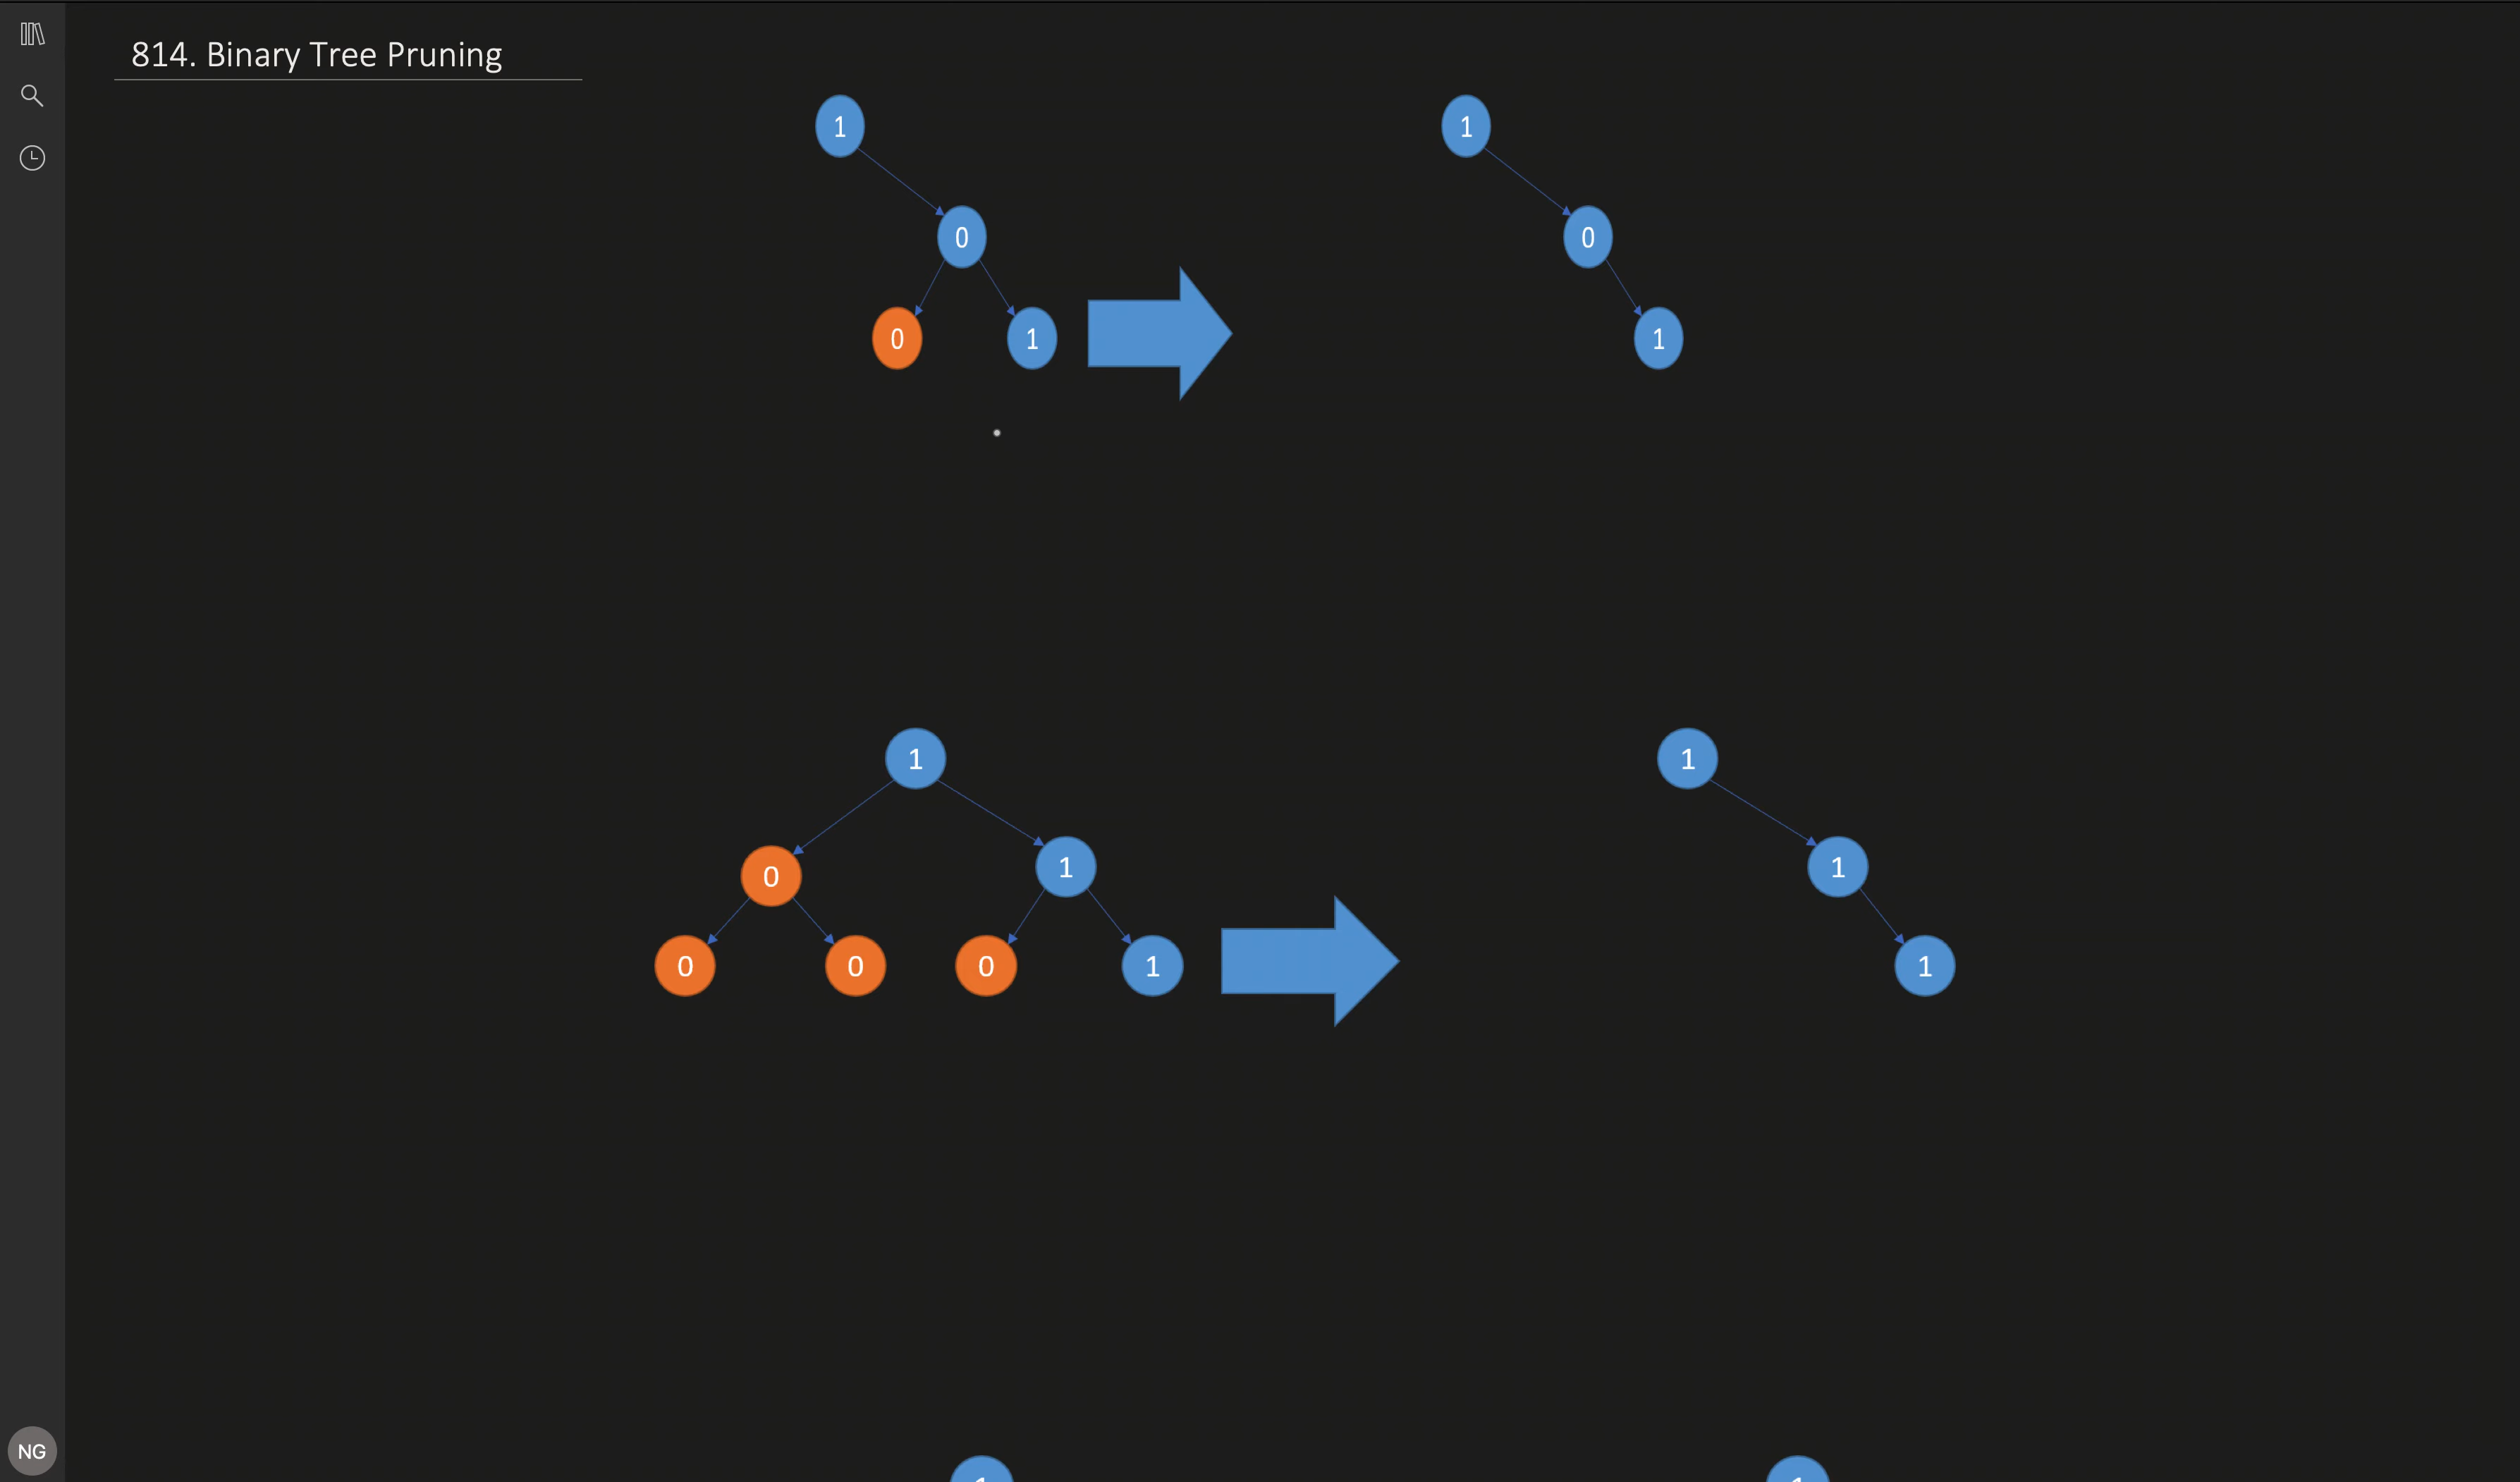 814. Binary Tree Pruning
1 1
0 0
0 1 1
1 1
0 1 1
0 0 0 1 1
NG